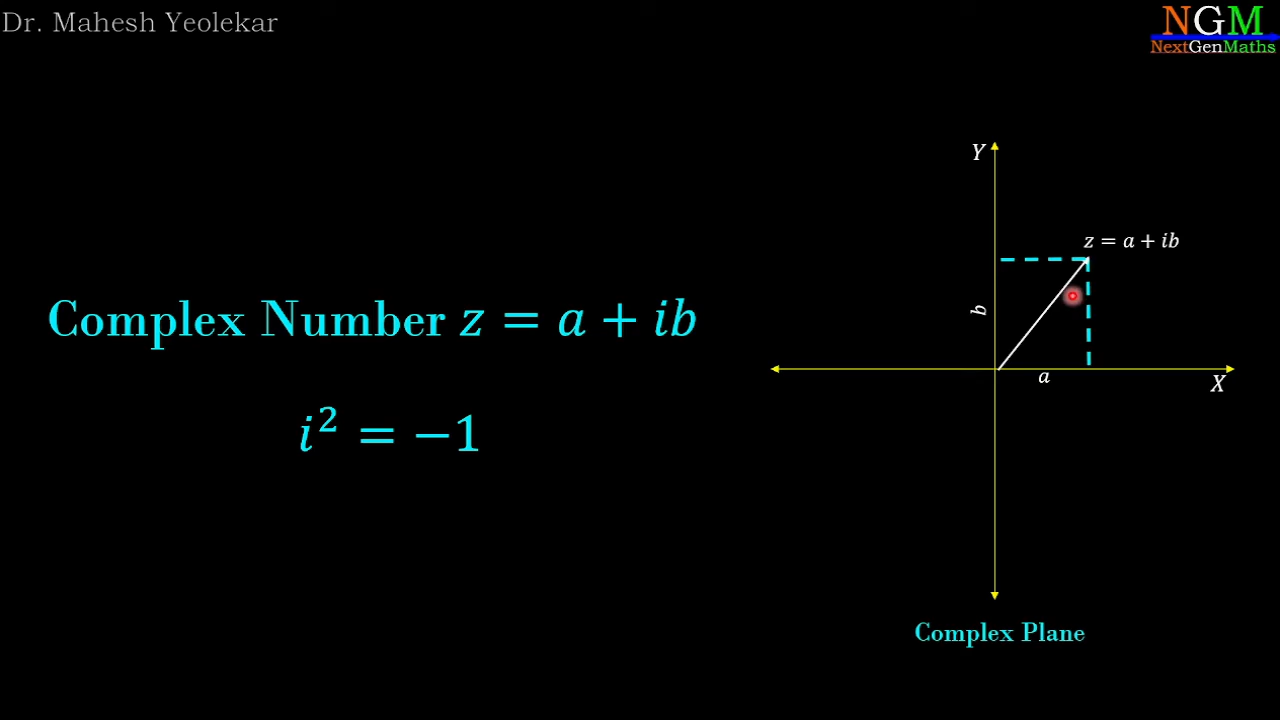 Dr. Mahesh Yeolekar
NGM
NextGenMaths
Y
z = a + ib
Complex Number z = a + ib
b
a
X
i² = −1
Complex Plane